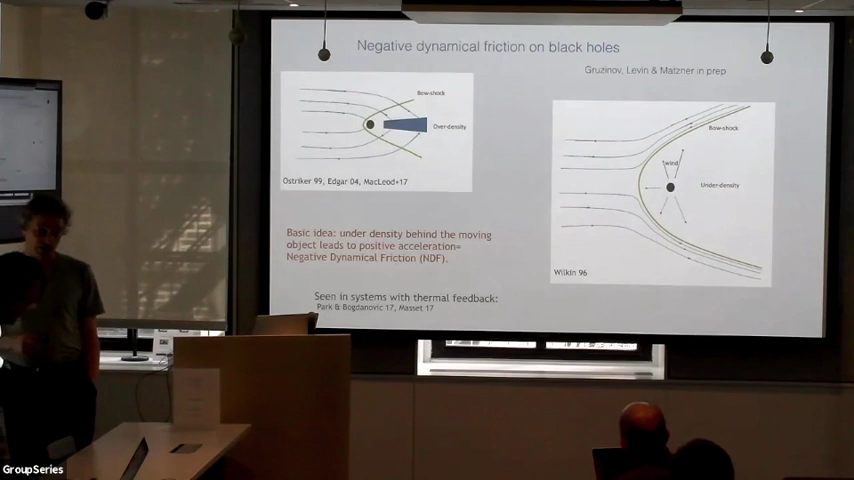 Negative dynamical friction on black holes
Gruzinov, Levin & Matzner in prep
Bow-shock
Over-density
Ostriker 99, Edgar 04, MacLeod+17
Bow-shock
wind
Under-density
Wilkin 96
Basic idea: under density behind the moving
object leads to positive acceleration=
Negative Dynamical Friction (NDF).
Seen in systems with thermal feedback:
Park & Bogdanovic 17, Masset 17
GroupSeries